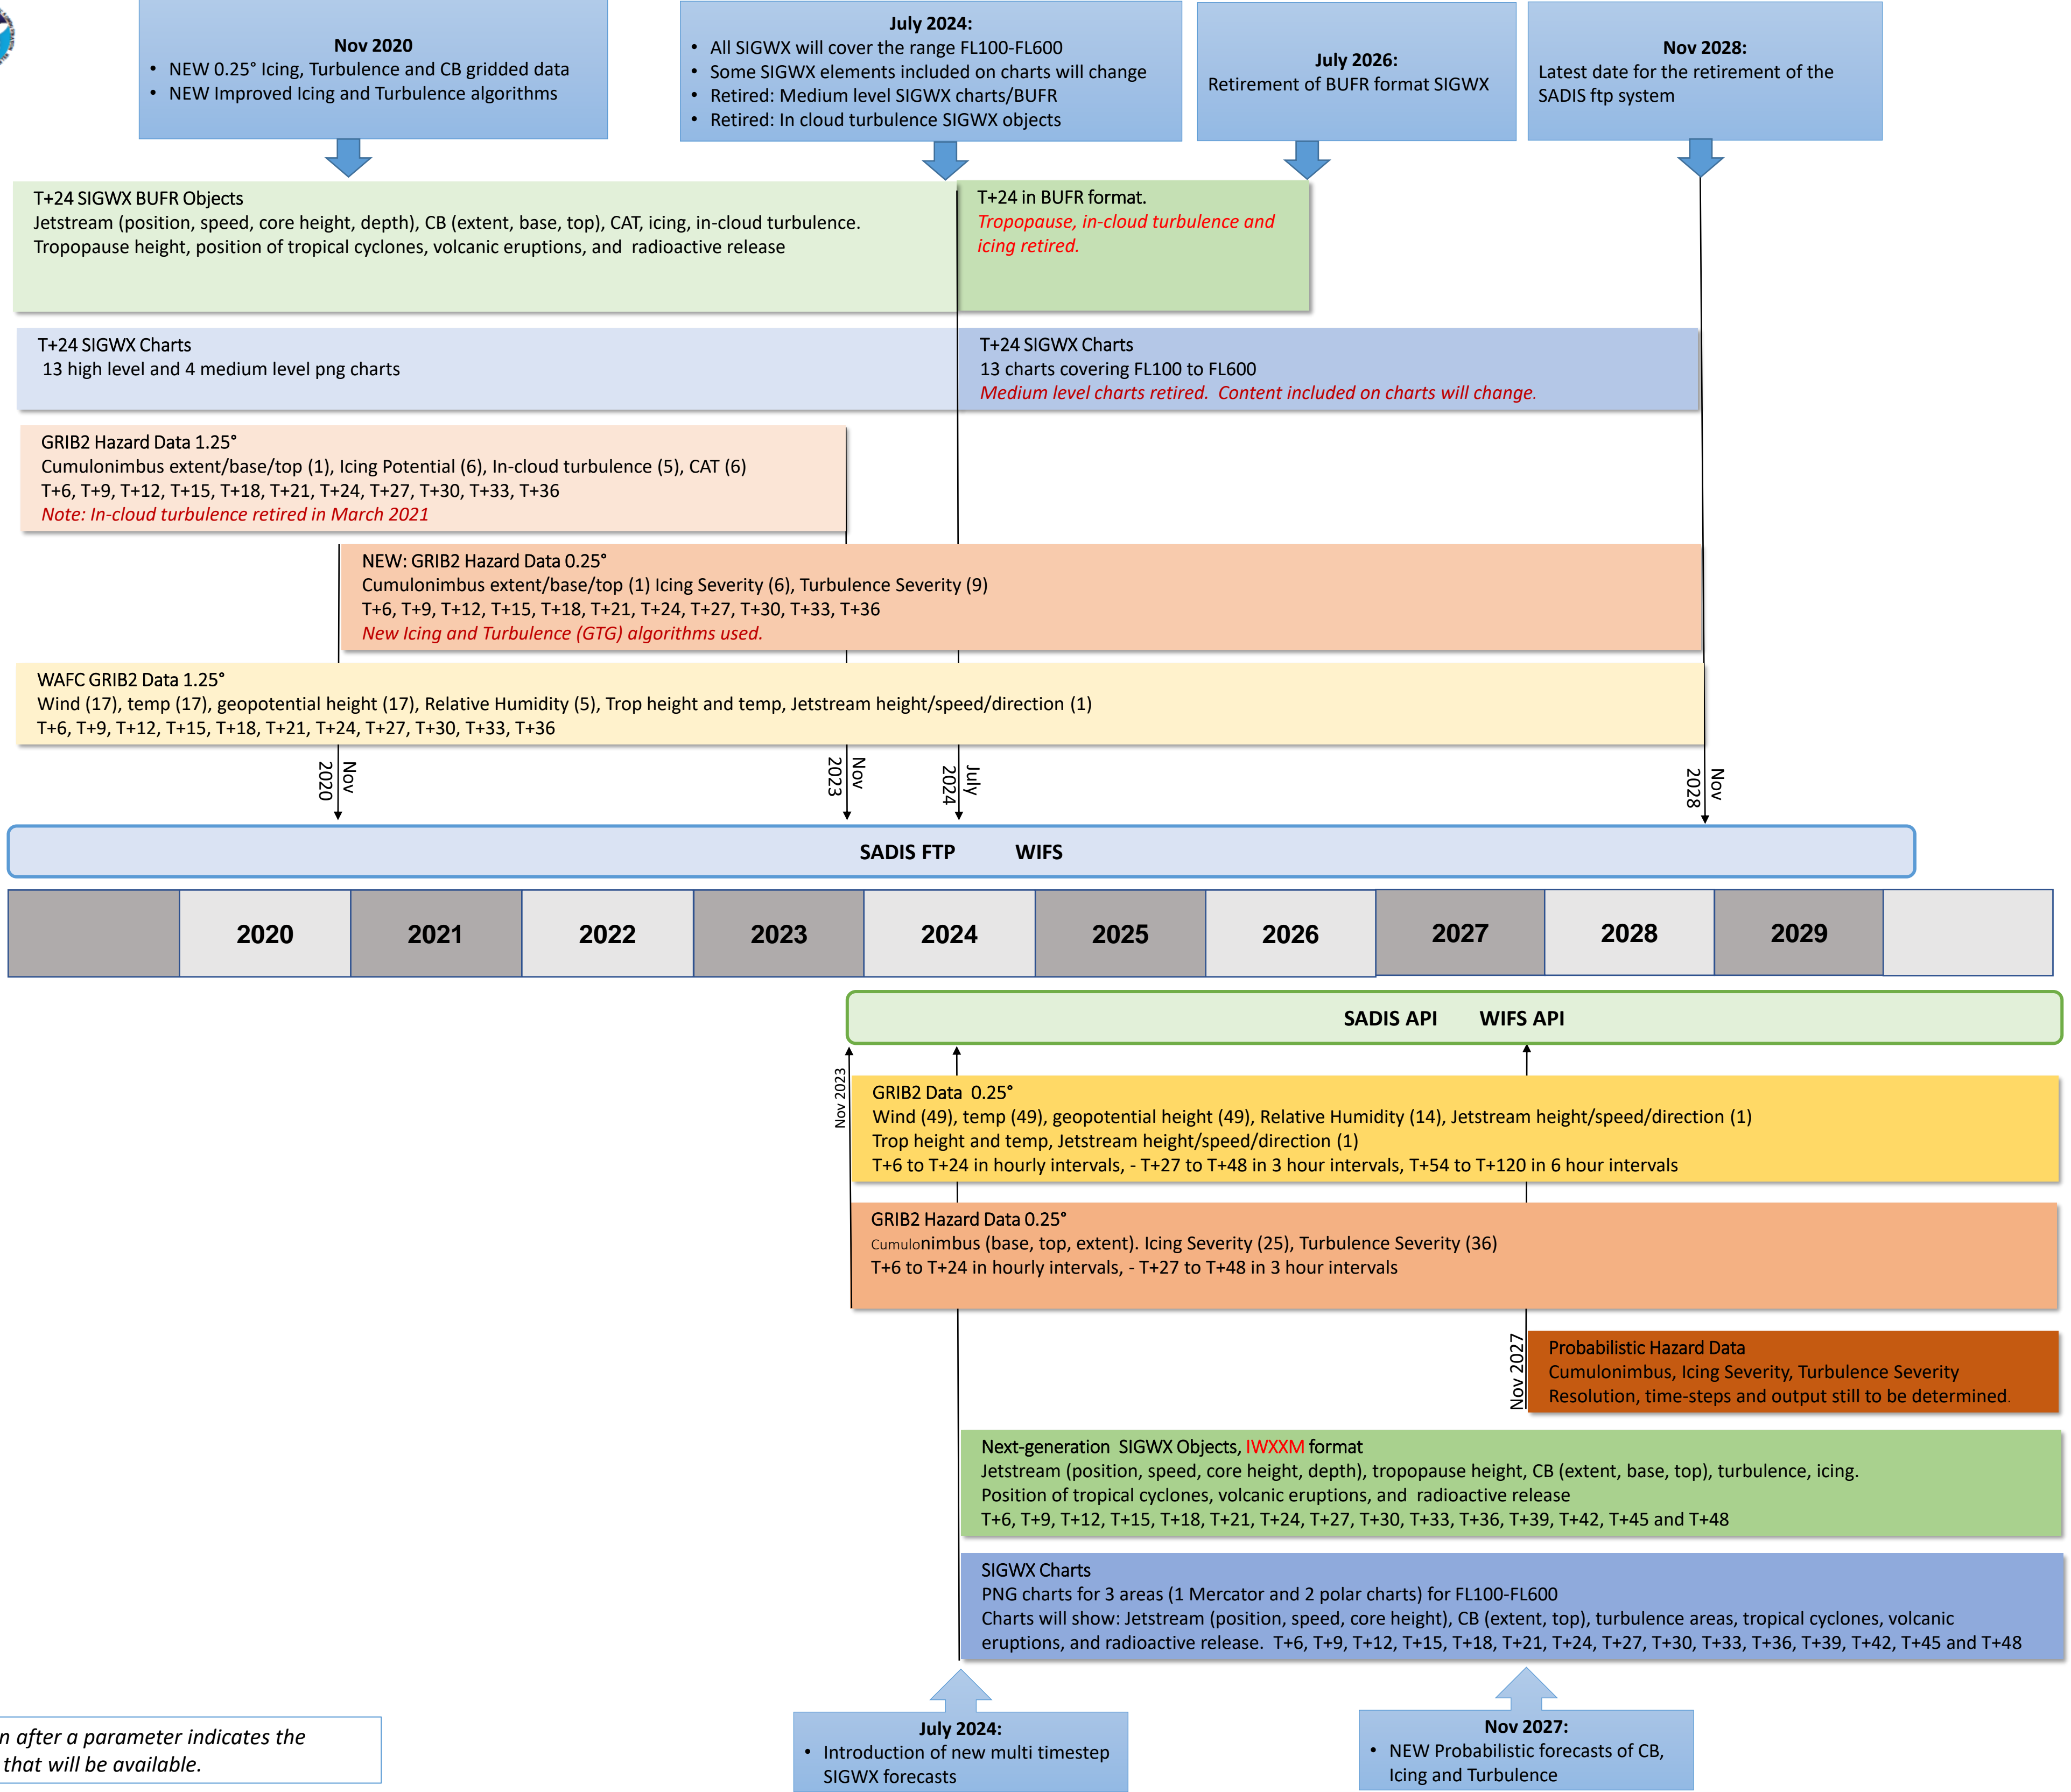 Nov 2020
• NEW 0.25° Icing, Turbulence and CB gridded data
• NEW Improved Icing and Turbulence algorithms
July 2024:
• All SIGWX will cover the range FL100-FL600
• Some SIGWX elements included on charts will change
• Retired: Medium level SIGWX charts/BUFR
• Retired: In cloud turbulence SIGWX objects
July 2026:
Retirement of BUFR format SIGWX
Nov 2028:
Latest date for the retirement of the
SADIS ftp system
T+24 SIGWX BUFR Objects
Jetstream (position, speed, core height, depth), CB (extent, base, top), CAT, icing, in-cloud turbulence.
Tropopause height, position of tropical cyclones, volcanic eruptions, and radioactive release
T+24 in BUFR format.
Tropopause, in-cloud turbulence and
icing retired.
T+24 SIGWX Charts
13 high level and 4 medium level png charts
T+24 SIGWX Charts
13 charts covering FL100 to FL600
Medium level charts retired. Content included on charts will change.
GRIB2 Hazard Data 1.25°
Cumulonimbus extent/base/top (1), Icing Potential (6), In-cloud turbulence (5), CAT (6)
T+6, T+9, T+12, T+15, T+18, T+21, T+24, T+27, T+30, T+33, T+36
Note: In-cloud turbulence retired in March 2021
NEW: GRIB2 Hazard Data 0.25°
Cumulonimbus extent/base/top (1) Icing Severity (6), Turbulence Severity (9)
T+6, T+9, T+12, T+15, T+18, T+21, T+24, T+27, T+30, T+33, T+36
New Icing and Turbulence (GTG) algorithms used.
WAFC GRIB2 Data 1.25°
Wind (17), temp (17), geopotential height (17), Relative Humidity (5), Trop height and temp, Jetstream height/speed/direction (1)
T+6, T+9, T+12, T+15, T+18, T+21, T+24, T+27, T+30, T+33, T+36
Nov
2020
Nov
2023
July
2024
Nov
2028
SADIS FTP WIFS
2020 2021 2022 2023 2024 2025 2026 2027 2028 2029
SADIS API WIFS API
Nov 2023
GRIB2 Data 0.25°
Wind (49), temp (49), geopotential height (49), Relative Humidity (14), Jetstream height/speed/direction (1)
Trop height and temp, Jetstream height/speed/direction (1)
T+6 to T+24 in hourly intervals, - T+27 to T+48 in 3 hour intervals, T+54 to T+120 in 6 hour intervals
GRIB2 Hazard Data 0.25°
Cumulonimbus (base, top, extent). Icing Severity (25), Turbulence Severity (36)
T+6 to T+24 in hourly intervals, - T+27 to T+48 in 3 hour intervals
Nov 2027
Probabilistic Hazard Data
Cumulonimbus, Icing Severity, Turbulence Severity
Resolution, time-steps and output still to be determined.
Next-generation SIGWX Objects, IWXXM format
Jetstream (position, speed, core height, depth), tropopause height, CB (extent, base, top), turbulence, icing.
Position of tropical cyclones, volcanic eruptions, and radioactive release
T+6, T+9, T+12, T+15, T+18, T+21, T+24, T+27, T+30, T+33, T+36, T+39, T+42, T+45 and T+48
SIGWX Charts
PNG charts for 3 areas (1 Mercator and 2 polar charts) for FL100-FL600
Charts will show: Jetstream (position, speed, core height), CB (extent, top), turbulence areas, tropical cyclones, volcanic
eruptions, and radioactive release. T+6, T+9, T+12, T+15, T+18, T+21, T+24, T+27, T+30, T+33, T+36, T+39, T+42, T+45 and T+48
July 2024:
• Introduction of new multi timestep
SIGWX forecasts
Nov 2027:
• NEW Probabilistic forecasts of CB,
Icing and Turbulence
after a parameter indicates the
that will be available.